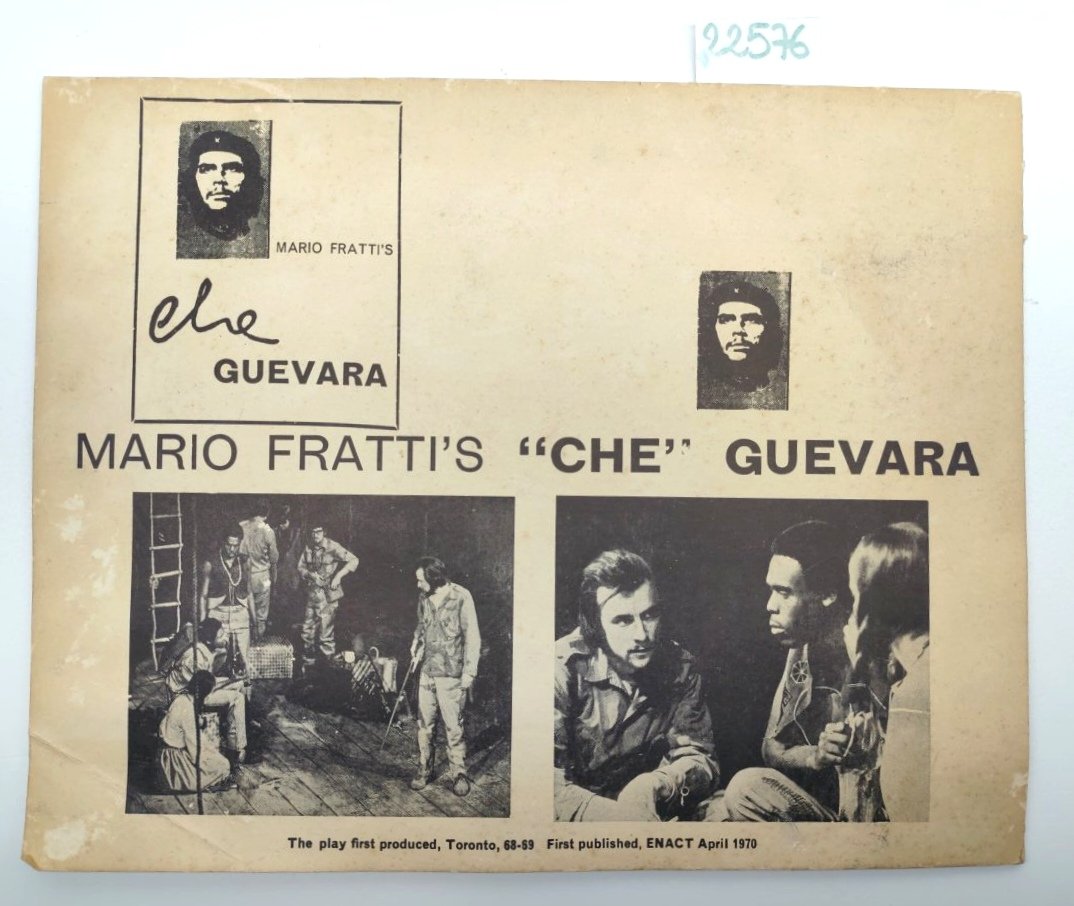 22576
MARIO FRATTI'S
che
GUEVARA
MARIO FRATTI'S “CHE” GUEVARA
The play first produced, Toronto, 68-69 First published, ENACT April 1970